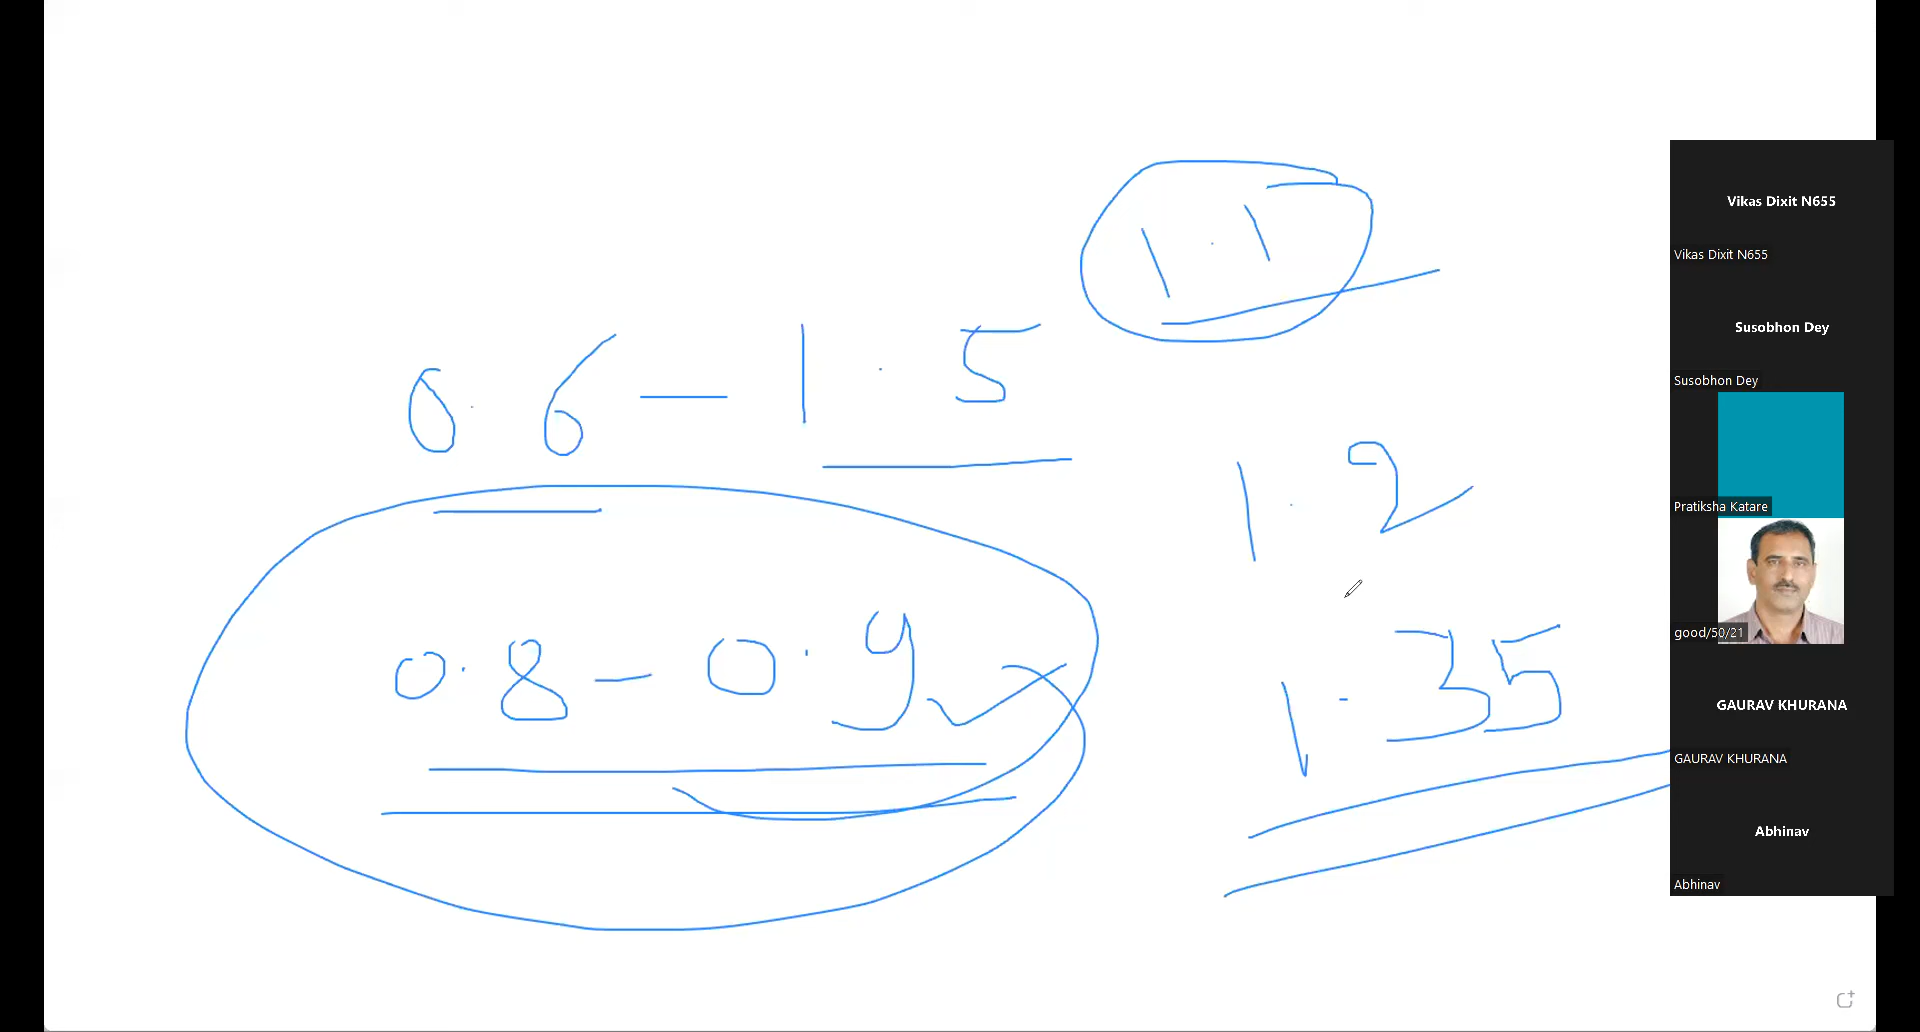 1.1
0.6 — 1.5
1.2
0.8 — 0.9
1.35
Vikas Dixit N655
Vikas Dixit N655
Susobhon Dey
Susobhon Dey
Pratiksha Katare
good/50/21
GAURAV KHURANA
GAURAV KHURANA
Abhinav
Abhinav